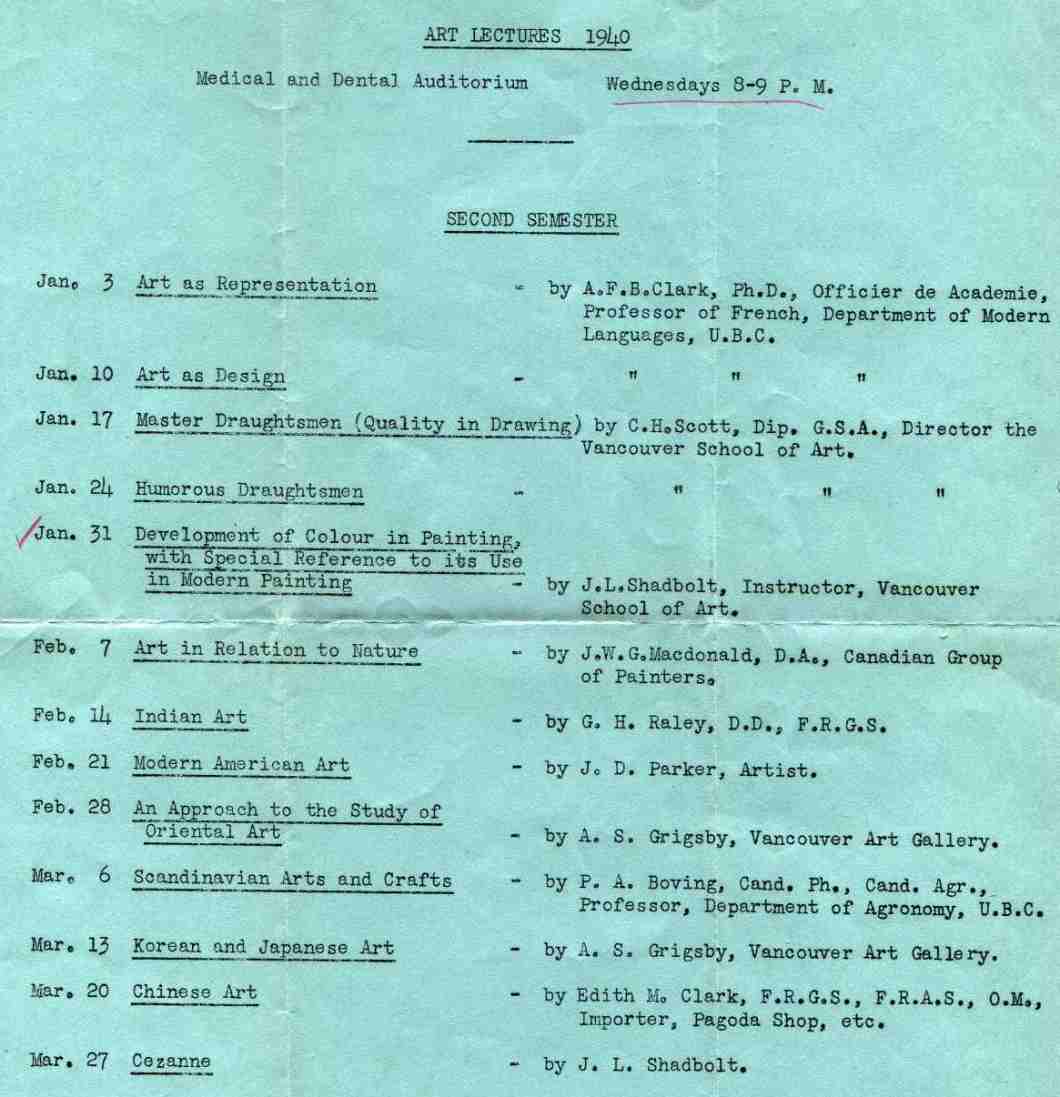 ART LECTURES 1940
Medical and Dental Auditorium Wednesdays 8-9 P. M.
SECOND SEMESTER
Jan. 3 Art as Representation - by A.F.B.Clark, Ph.D., Officier de Academie,
Professor of French, Department of Modern
Languages, U.B.C.
Jan. 10 Art as Design - " " "
Jan. 17 Master Draughtsmen (Quality in Drawing) by C.H.Scott, Dip. G.S.A., Director the
Vancouver School of Art.
Jan. 24 Humorous Draughtsmen - " " "
✓Jan. 31 Development of Colour in Painting,
with Special Reference to its Use
in Modern Painting - by J.L.Shadbolt, Instructor, Vancouver
School of Art.
Feb. 7 Art in Relation to Nature - by J.W.G.Macdonald, D.A., Canadian Group
of Painters.
Feb. 14 Indian Art - by G. H. Raley, D.D., F.R.G.S.
Feb. 21 Modern American Art - by J. D. Parker, Artist.
Feb. 28 An Approach to the Study of
Oriental Art - by A. S. Grigsby, Vancouver Art Gallery.
Mar. 6 Scandinavian Arts and Crafts - by P. A. Boving, Cand. Ph., Cand. Agr.,
Professor, Department of Agronomy, U.B.C.
Mar. 13 Korean and Japanese Art - by A. S. Grigsby, Vancouver Art Gallery.
Mar. 20 Chinese Art - by Edith M. Clark, F.R.G.S., F.R.A.S., O.M.,
Importer, Pagoda Shop, etc.
Mar. 27 Cezanne - by J. L. Shadbolt.